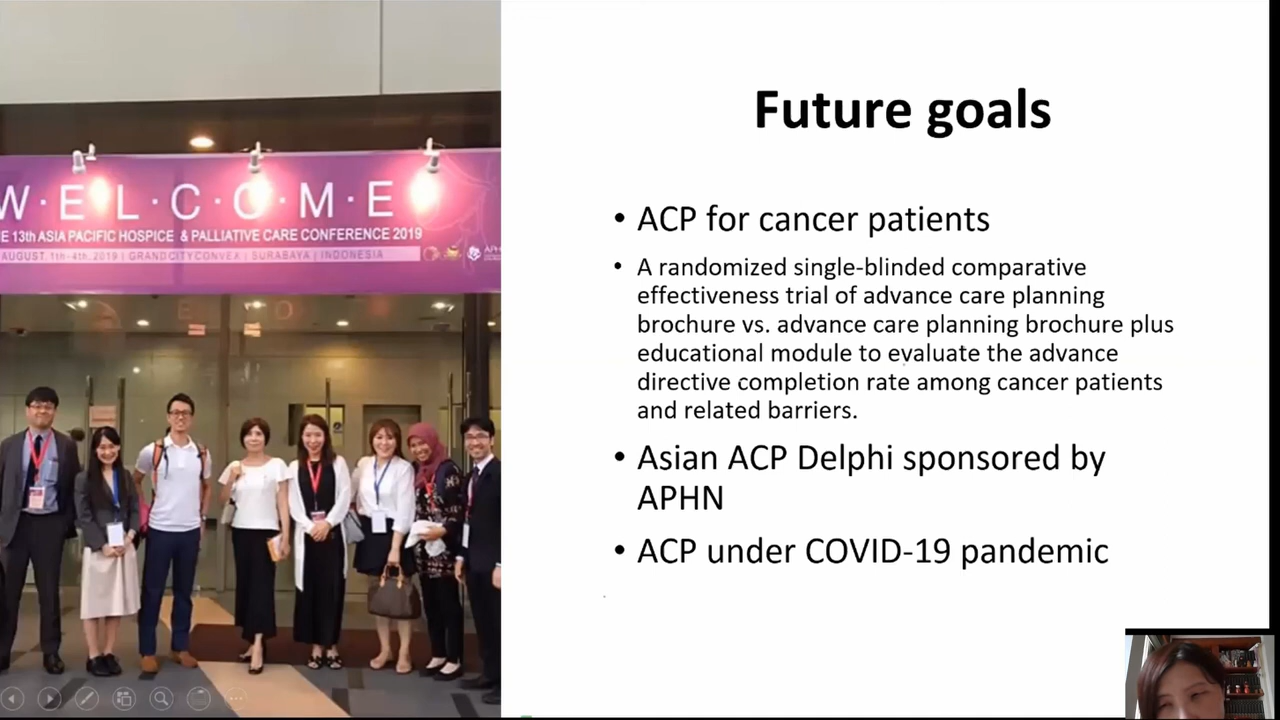 W·E·L·C·O·M·E
E 13th ASIA PACIFIC HOSPICE & PALLIATIVE CARE CONFERENCE 2019
AUGUST. 1th-4th, 2019 | GRANDCITY CONVEX | SURABAYA | INDONESIA
Future goals
• ACP for cancer patients
• A randomized single-blinded comparative
effectiveness trial of advance care planning
brochure vs. advance care planning brochure plus
educational module to evaluate the advance
directive completion rate among cancer patients
and related barriers.
• Asian ACP Delphi sponsored by
APHN
• ACP under COVID-19 pandemic